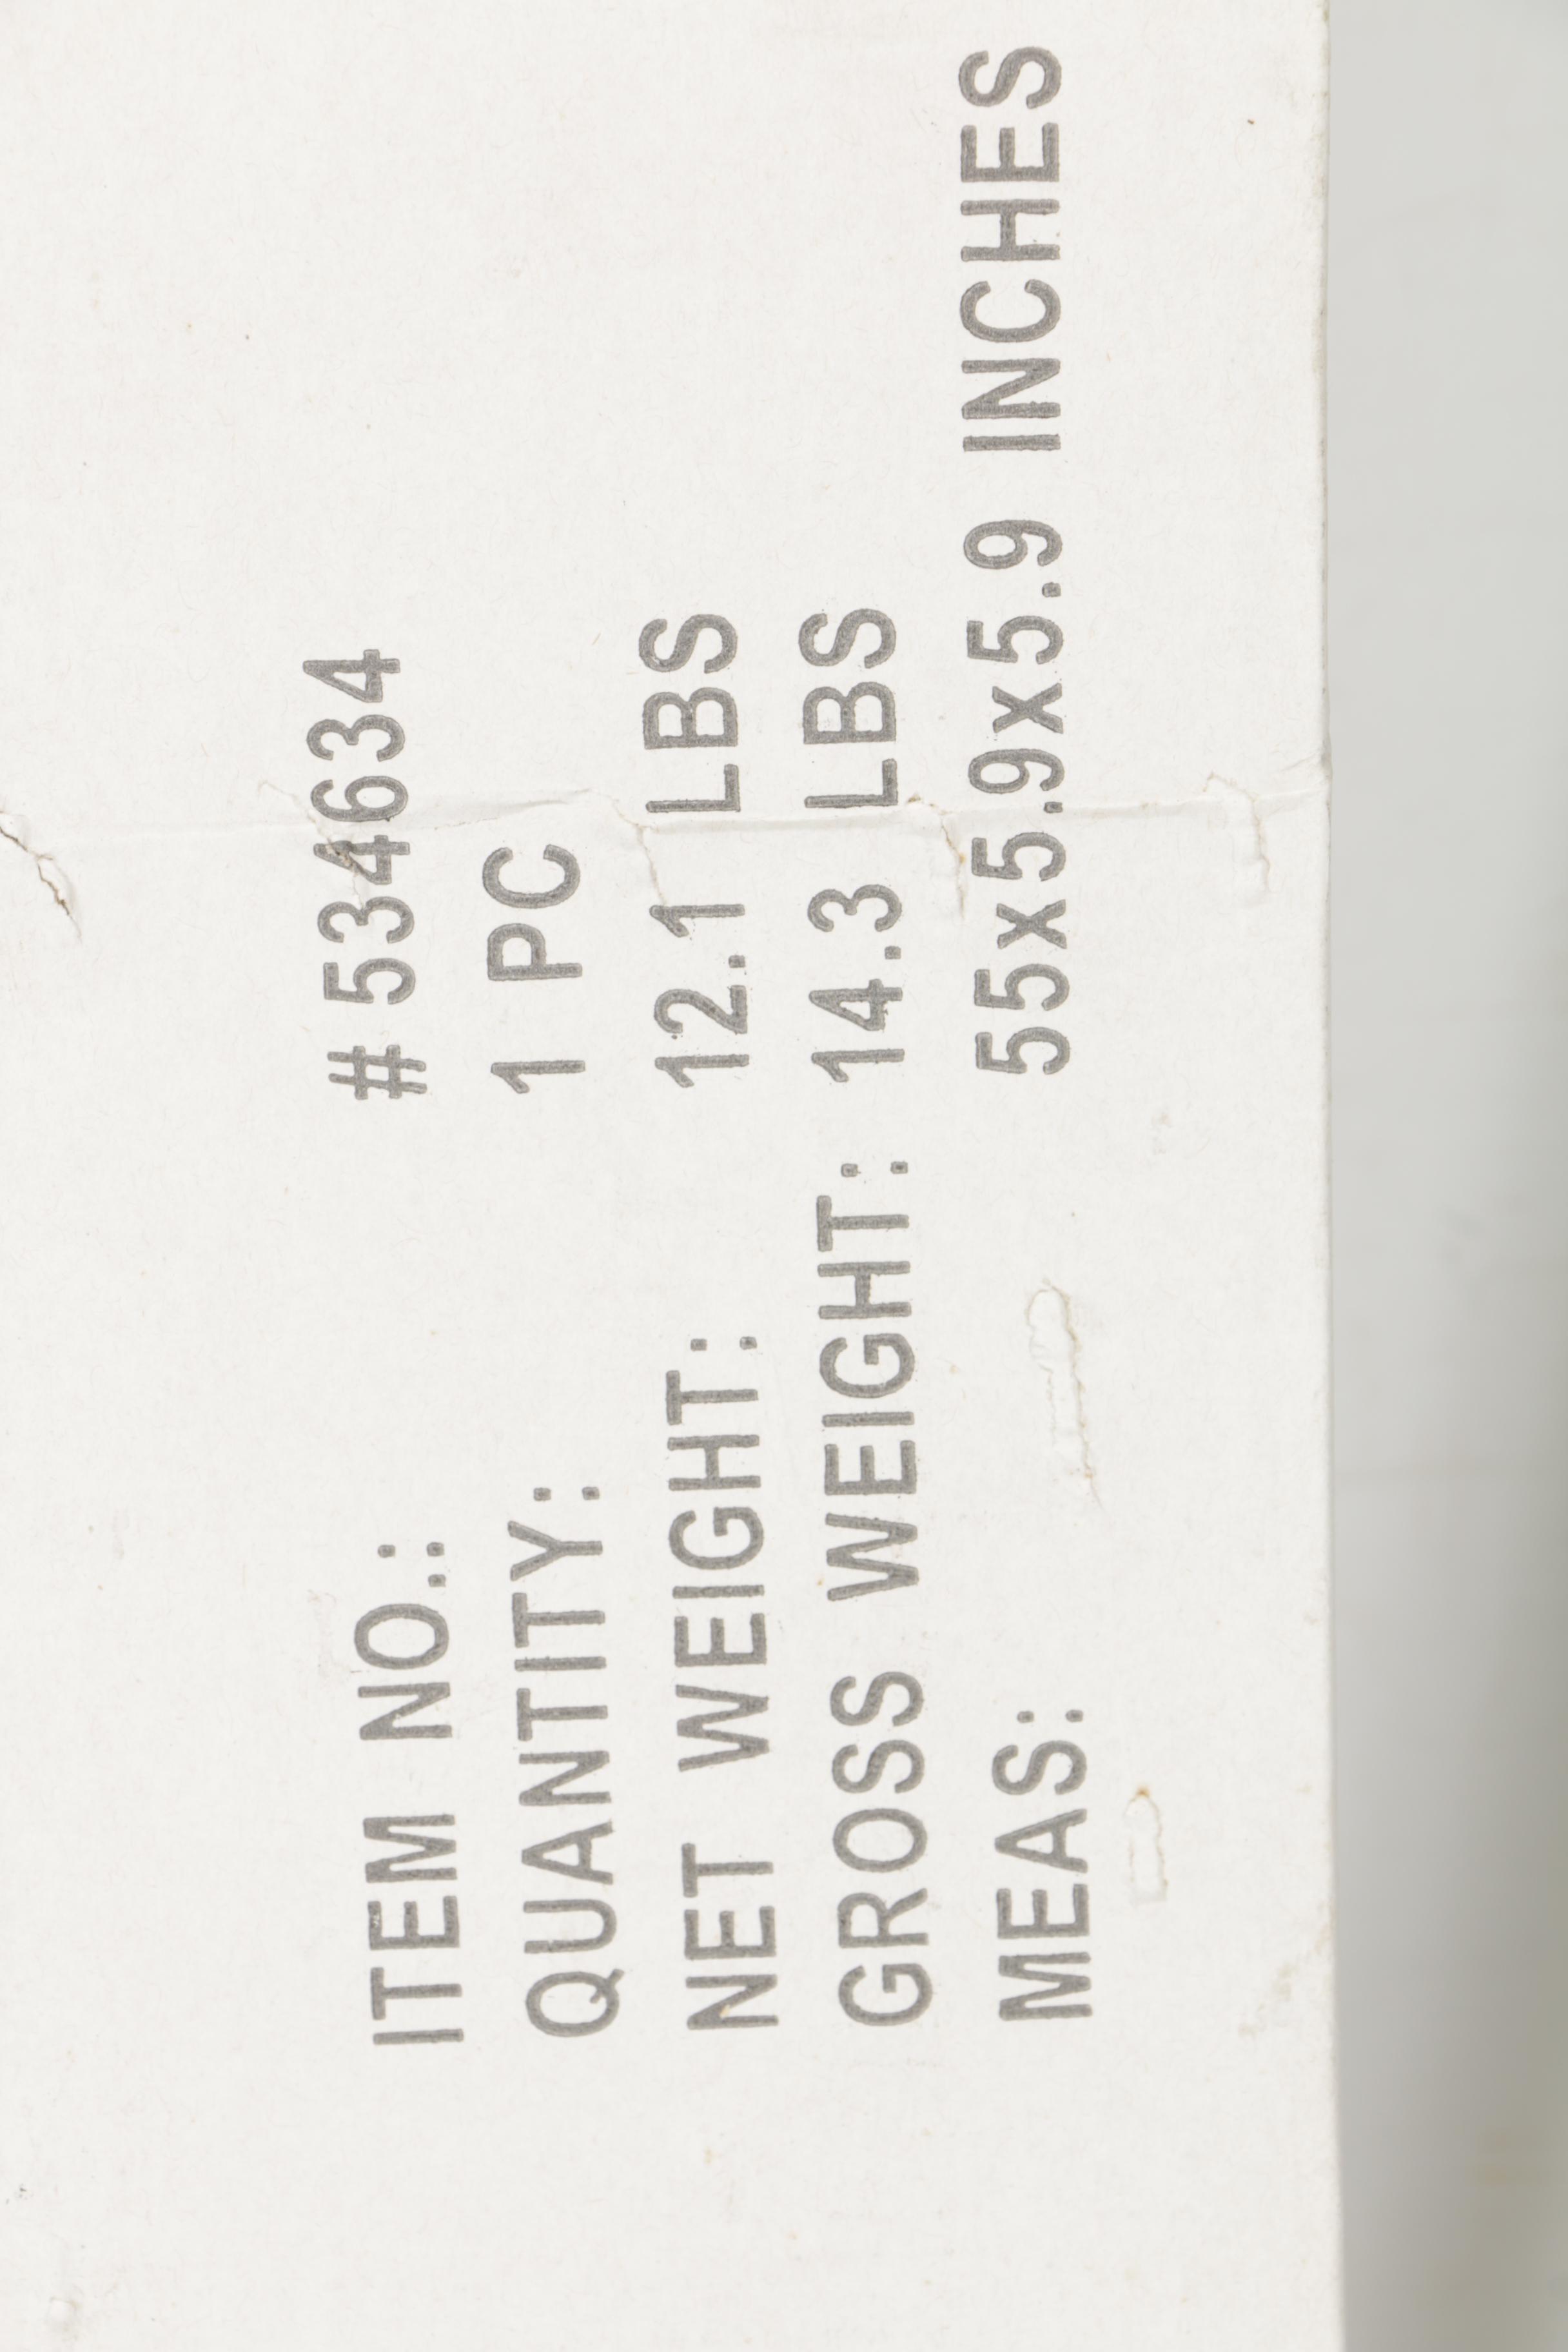 ITEM NO.: # 534634
QUANTITY: 1 PC
NET WEIGHT: 12.1 LBS
GROSS WEIGHT: 14.3 LBS
MEAS: 55x5.9x5.9 INCHES